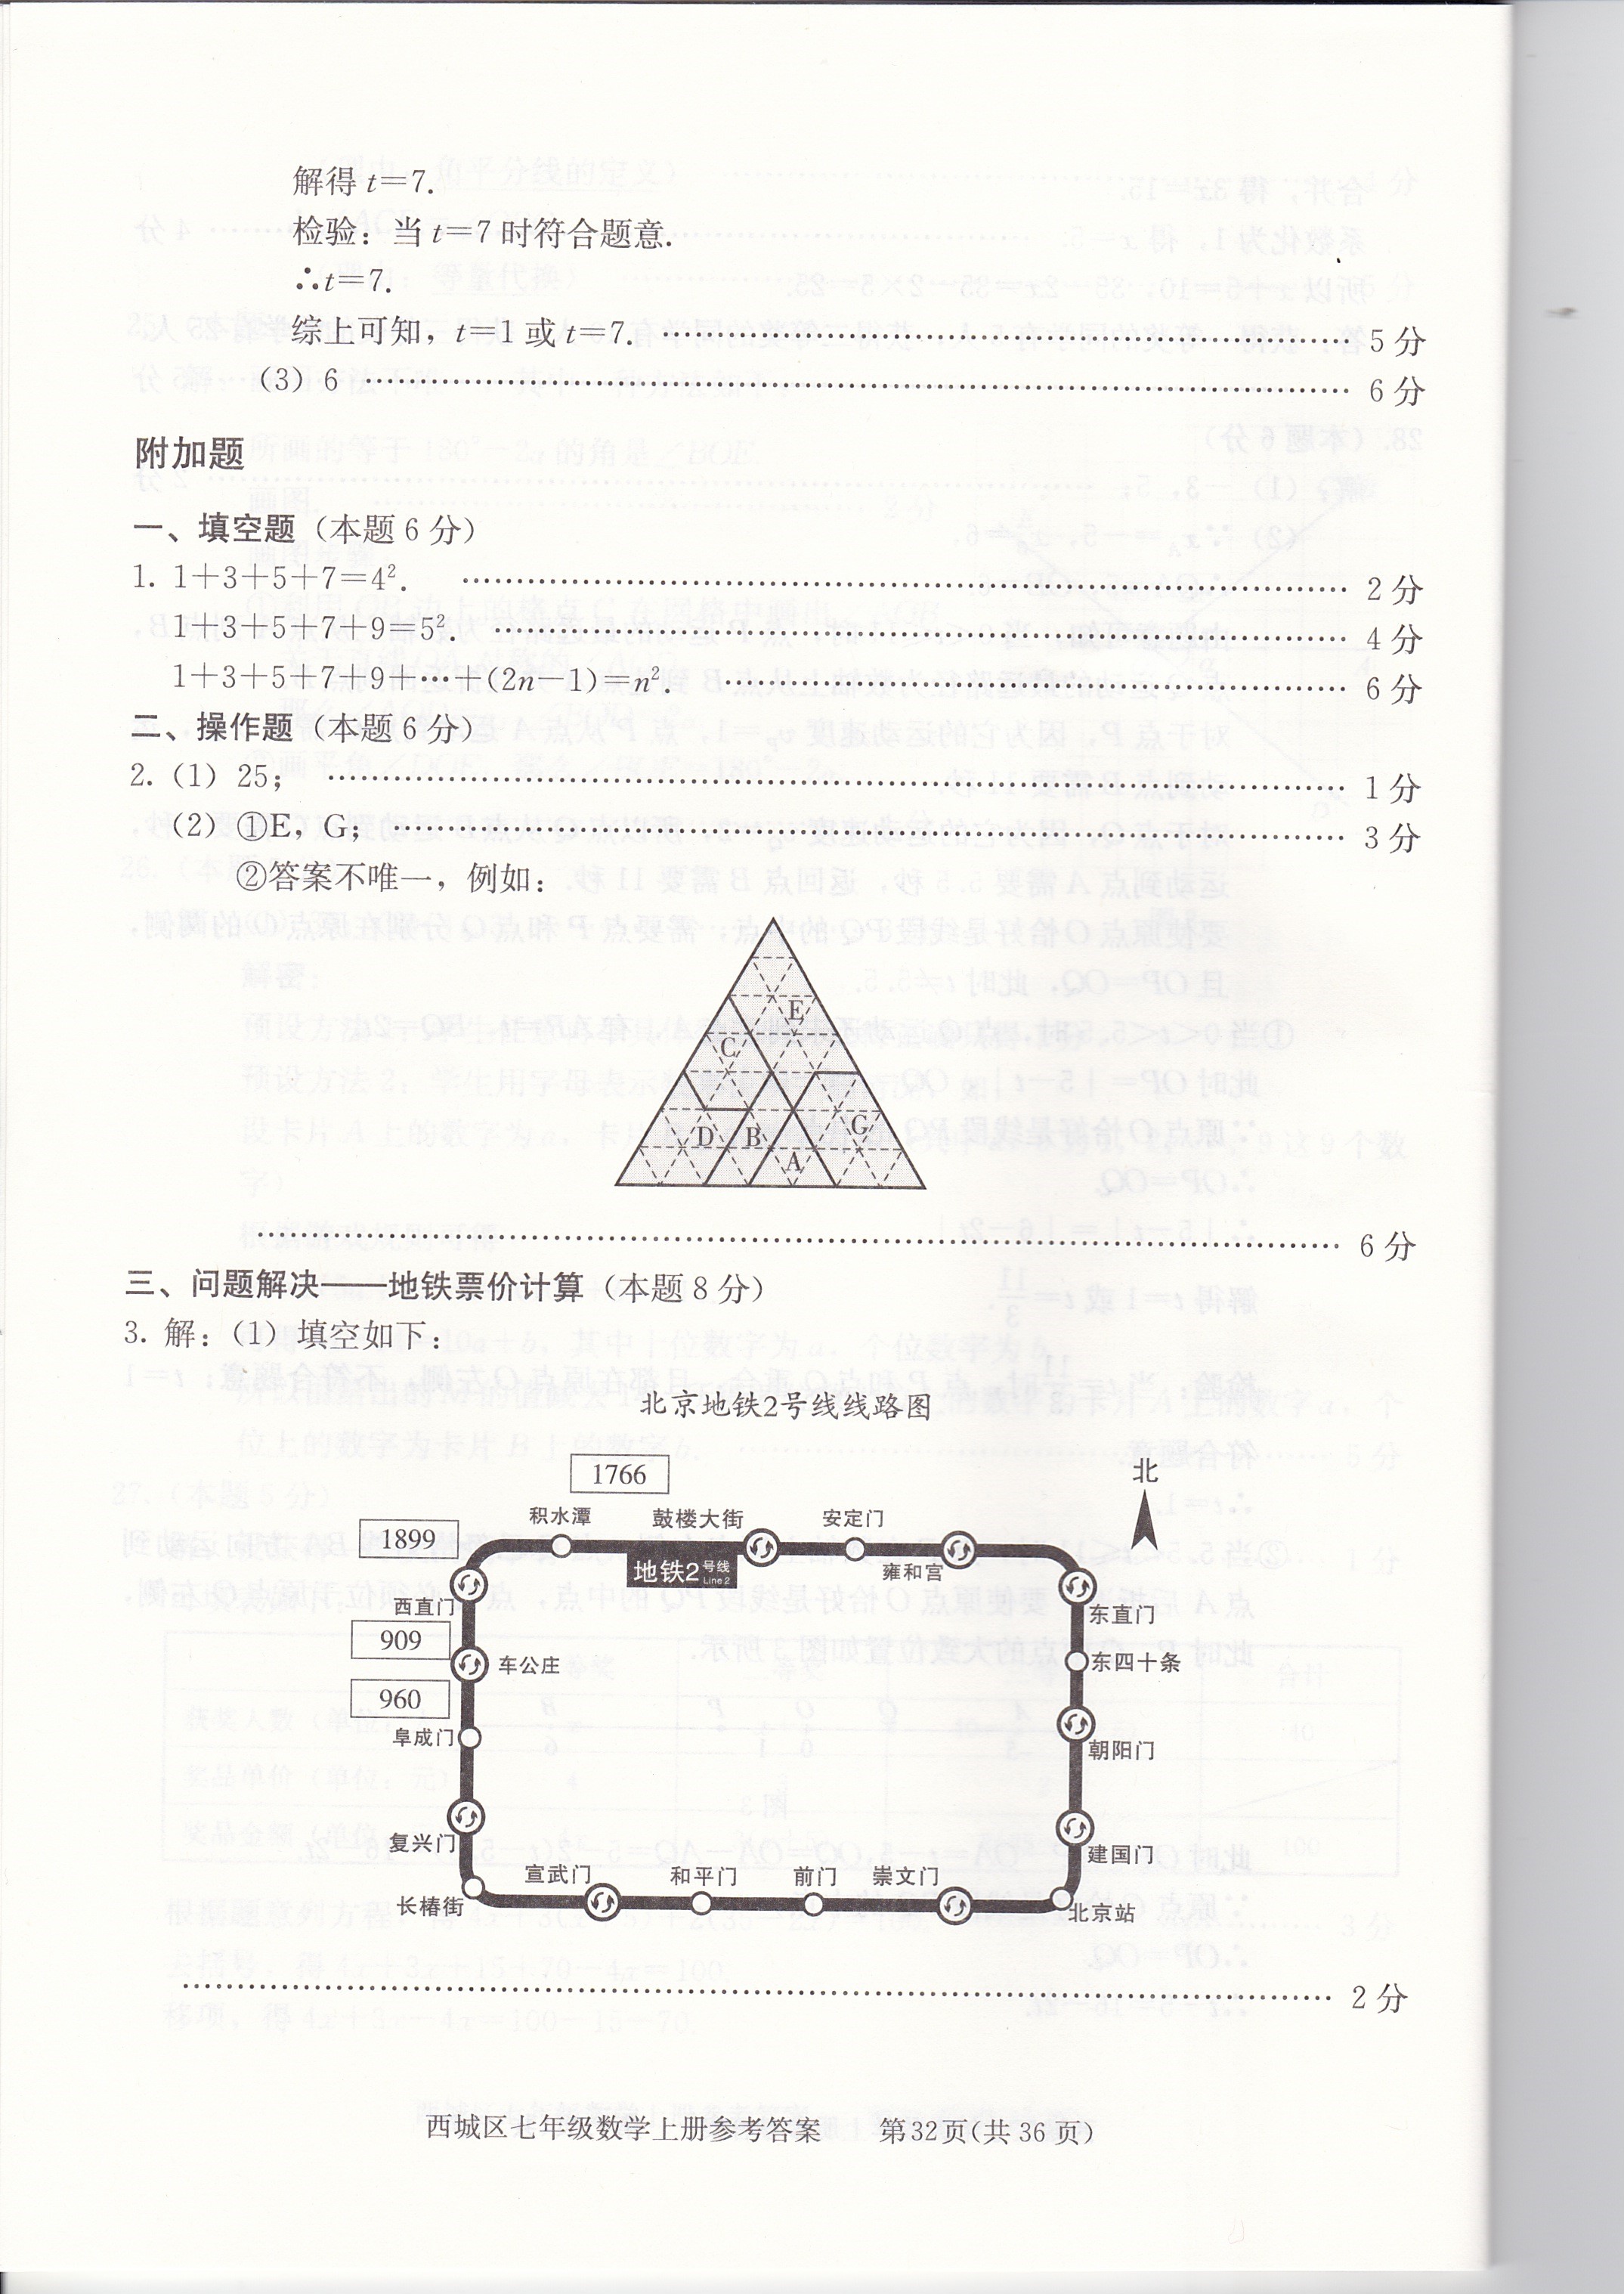 解得 t=7.
检验：当 t=7 时符合题意.
∴t=7.
综上可知，t=1 或 t=7. …… 5 分
（3）6 …… 6 分
附加题
一、填空题（本题 6 分）
1. 1+3+5+7=4². …… 2 分
1+3+5+7+9=5². …… 4 分
1+3+5+7+9+…+(2n-1)=n². …… 6 分
二、操作题（本题 6 分）
2.（1）25； …… 1 分
（2）①E，G； …… 3 分
②答案不唯一，例如：
E
C
D B G
A
…… 6 分
三、问题解决——地铁票价计算（本题 8 分）
3. 解：（1）填空如下：
北京地铁2号线线路图
1766
北
积水潭 鼓楼大街 安定门
1899
地铁2号线 Line 2
雍和宫
西直门 东直门
909
车公庄 东四十条
960
阜成门 朝阳门
复兴门 建国门
宣武门 和平门 前门 崇文门
长椿街 北京站
…… 2 分
西城区七年级数学上册参考答案 第32页(共 36 页)